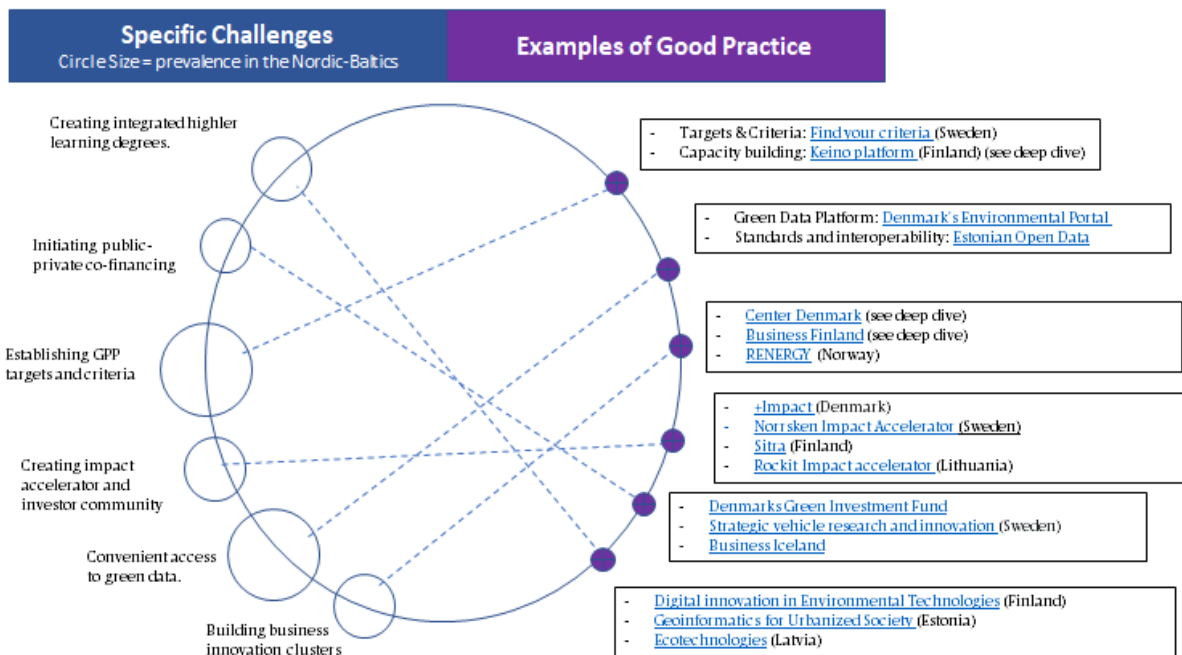 Specific Challenges
Circle Size = prevalence in the Nordic-Baltics
Examples of Good Practice
Creating integrated highler
learning degrees.
Initiating public-
private co-financing
Establishing GPP
targets and criteria
Creating impact
accelerator and
investor community
Convenient access
to green data.
Building business
innovation clusters
- Targets & Criteria: Find your criteria (Sweden)
- Capacity building: Keino platform (Finland) (see deep dive)
- Green Data Platform: Denmark's Environmental Portal
- Standards and interoperability: Estonian Open Data
- Center Denmark (see deep dive)
- Business Finland (see deep dive)
- RENERGY (Norway)
- +Impact (Denmark)
- Norrsken Impact Accelerator (Sweden)
- Sitra (Finland)
- Rockit Impact accelerator (Lithuania)
- Denmarks Green Investment Fund
- Strategic vehicle research and innovation (Sweden)
- Business Iceland
- Digital innovation in Environmental Technologies (Finland)
- Geoinformatics for Urbanized Society (Estonia)
- Ecotechnologies (Latvia)